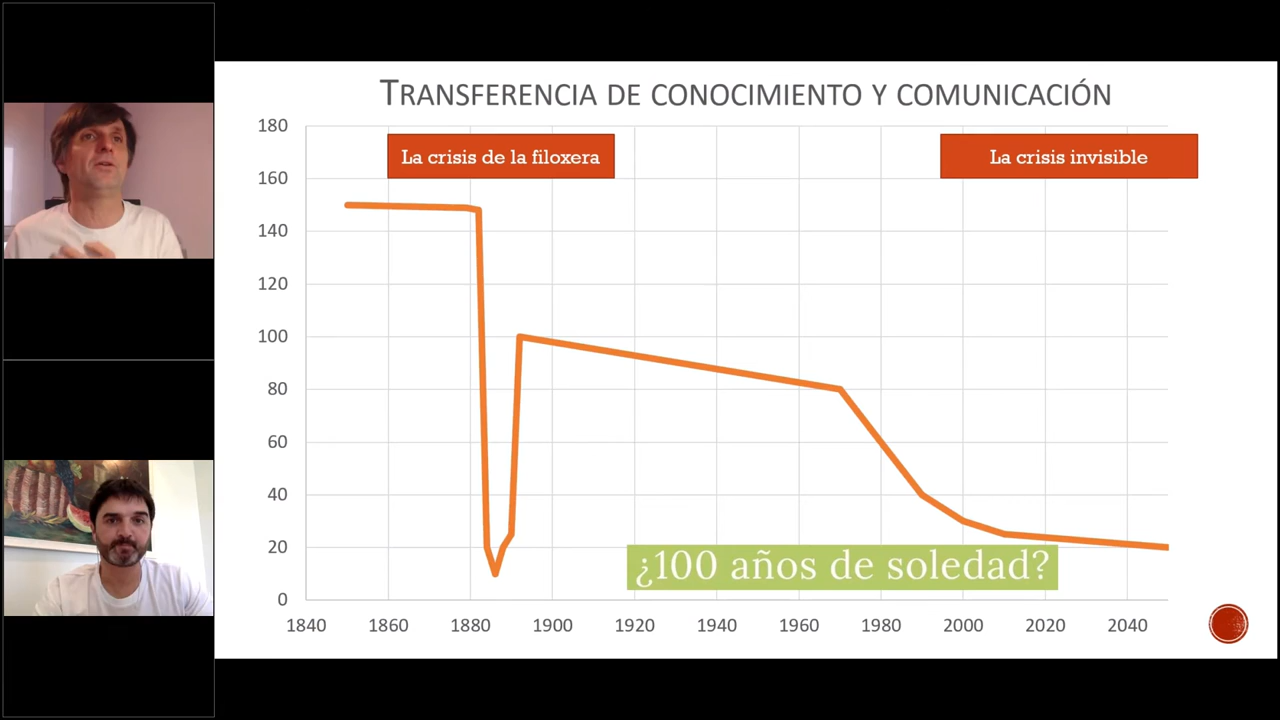 TRANSFERENCIA DE CONOCIMIENTO Y COMUNICACIÓN
La crisis de la filoxera
La crisis invisible
180
160
140
120
100
80
60
40
20
0
¿100 años de soledad?
1840 1860 1880 1900 1920 1940 1960 1980 2000 2020 2040